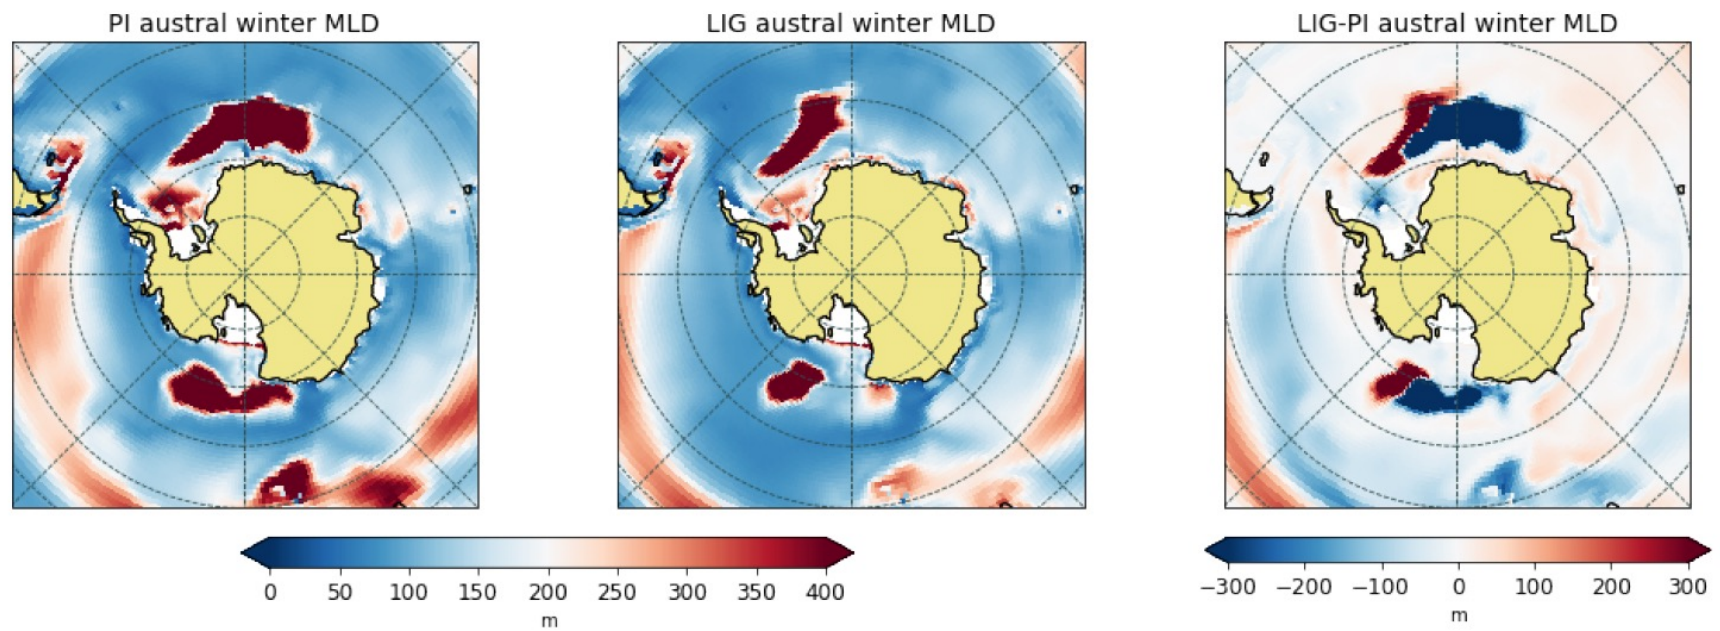 PI austral winter MLD LIG austral winter MLD LIG-PI austral winter MLD
0 50 100 150 200 250 300 350 400
m
−300 −200 −100 0 100 200 300
m